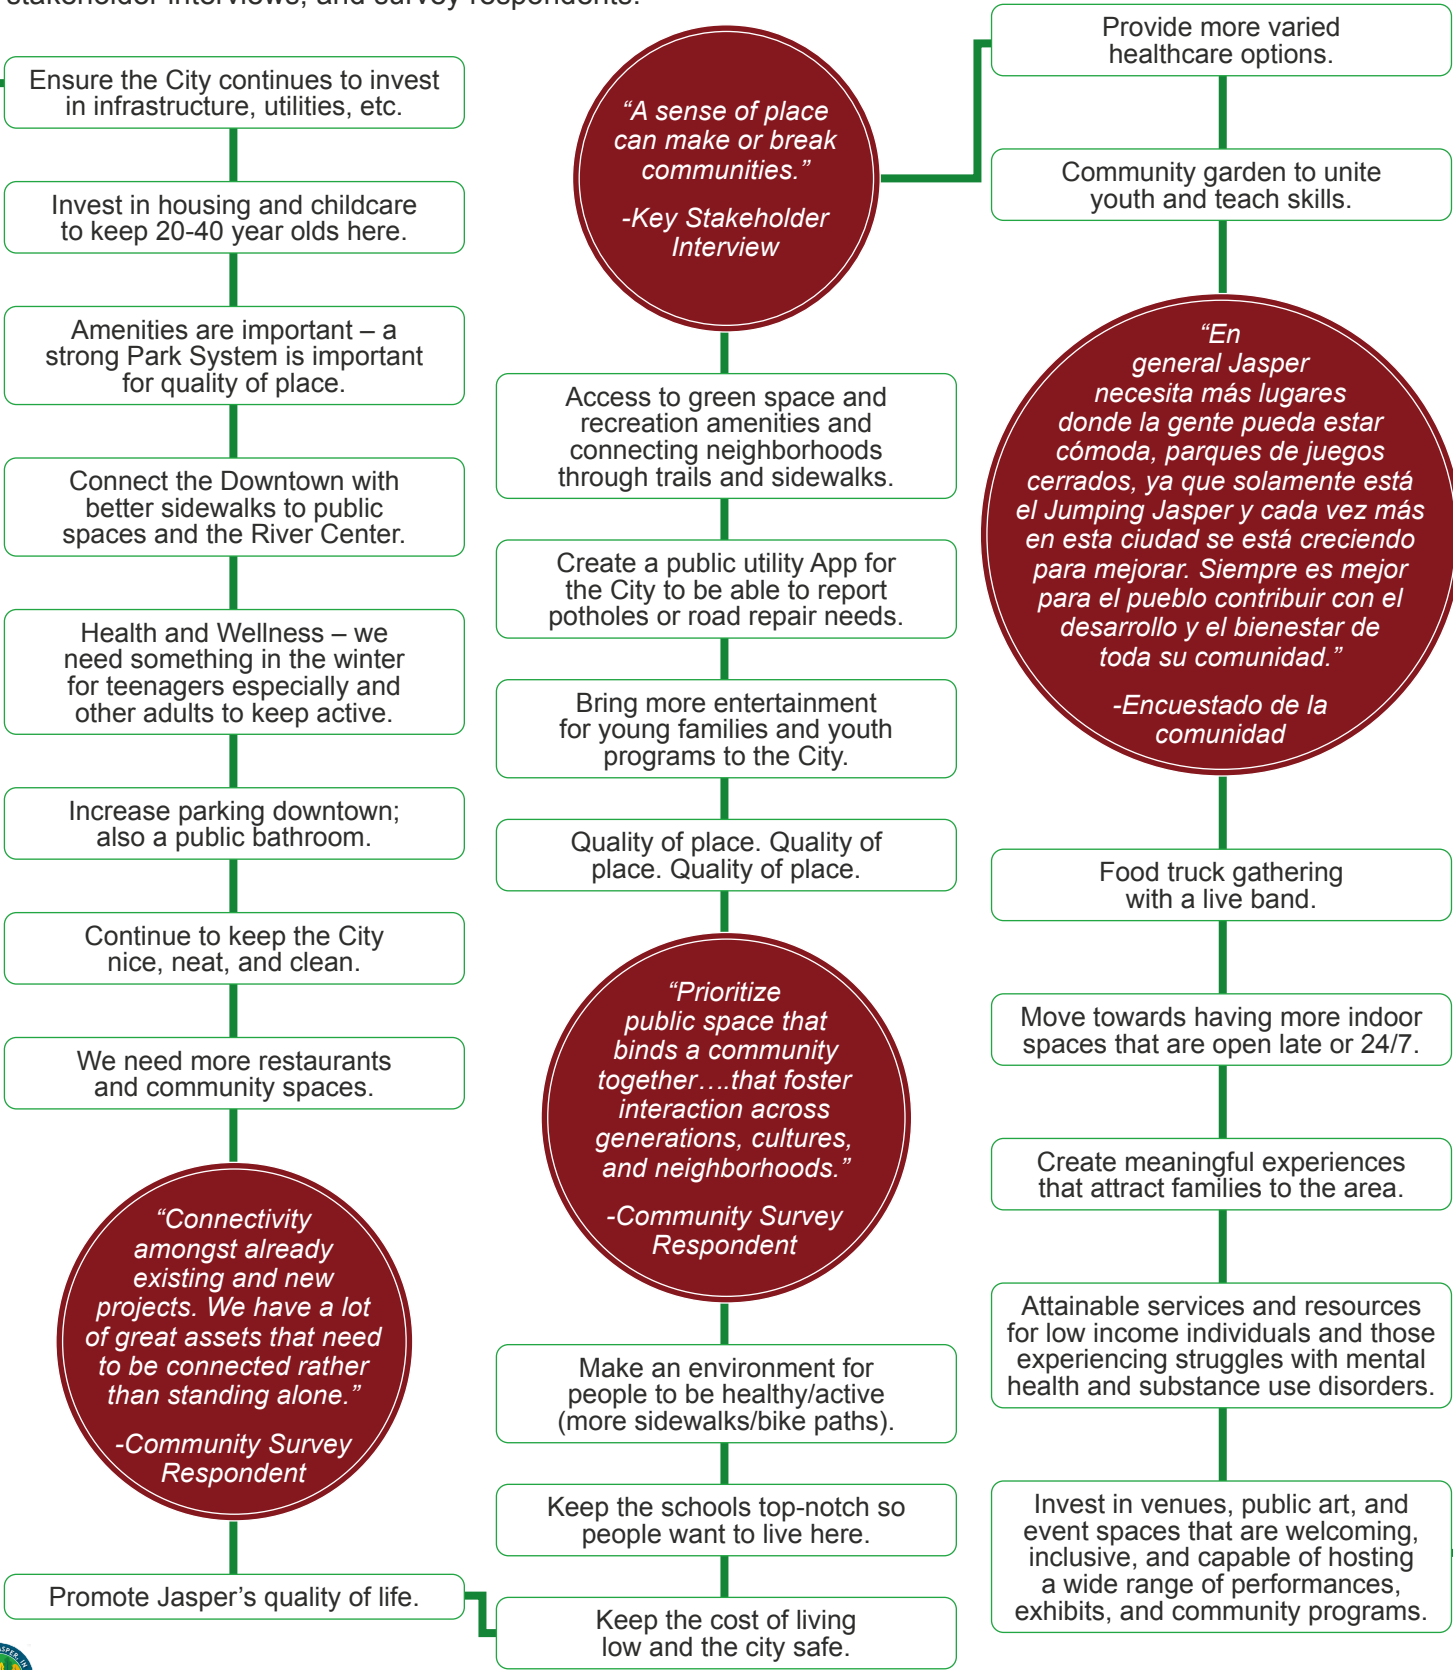 stakeholder interviews, and survey respondents.
Ensure the City continues to invest
in infrastructure, utilities, etc.
Invest in housing and childcare
to keep 20-40 year olds here.
Amenities are important – a
strong Park System is important
for quality of place.
Connect the Downtown with
better sidewalks to public
spaces and the River Center.
Health and Wellness – we
need something in the winter
for teenagers especially and
other adults to keep active.
Increase parking downtown;
also a public bathroom.
Continue to keep the City
nice, neat, and clean.
We need more restaurants
and community spaces.
“Connectivity
amongst already
existing and new
projects. We have a lot
of great assets that need
to be connected rather
than standing alone.”
-Community Survey
Respondent
Promote Jasper’s quality of life.
“A sense of place
can make or break
communities.”
-Key Stakeholder
Interview
Access to green space and
recreation amenities and
connecting neighborhoods
through trails and sidewalks.
Create a public utility App for
the City to be able to report
potholes or road repair needs.
Bring more entertainment
for young families and youth
programs to the City.
Quality of place. Quality of
place. Quality of place.
“Prioritize
public space that
binds a community
together….that foster
interaction across
generations, cultures,
and neighborhoods.”
-Community Survey
Respondent
Make an environment for
people to be healthy/active
(more sidewalks/bike paths).
Keep the schools top-notch so
people want to live here.
Keep the cost of living
low and the city safe.
Provide more varied
healthcare options.
Community garden to unite
youth and teach skills.
“En
general Jasper
necesita más lugares
donde la gente pueda estar
cómoda, parques de juegos
cerrados, ya que solamente está
el Jumping Jasper y cada vez más
en esta ciudad se está creciendo
para mejorar. Siempre es mejor
para el pueblo contribuir con el
desarrollo y el bienestar de
toda su comunidad.”
-Encuestado de la
comunidad
Food truck gathering
with a live band.
Move towards having more indoor
spaces that are open late or 24/7.
Create meaningful experiences
that attract families to the area.
Attainable services and resources
for low income individuals and those
experiencing struggles with mental
health and substance use disorders.
Invest in venues, public art, and
event spaces that are welcoming,
inclusive, and capable of hosting
a wide range of performances,
exhibits, and community programs.